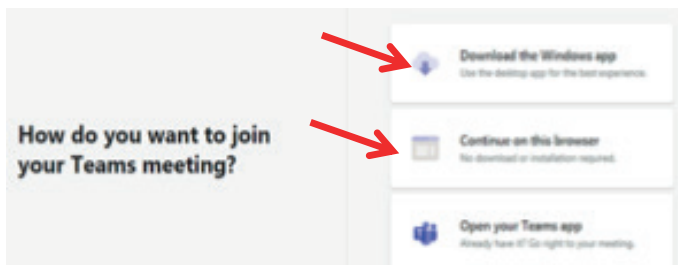 How do you want to join
your Teams meeting?
Download the Windows app
Use the desktop app for the best experience.
Continue on this browser
No download or installation required.
Open your Teams app
Already have it? Go right to your meeting.